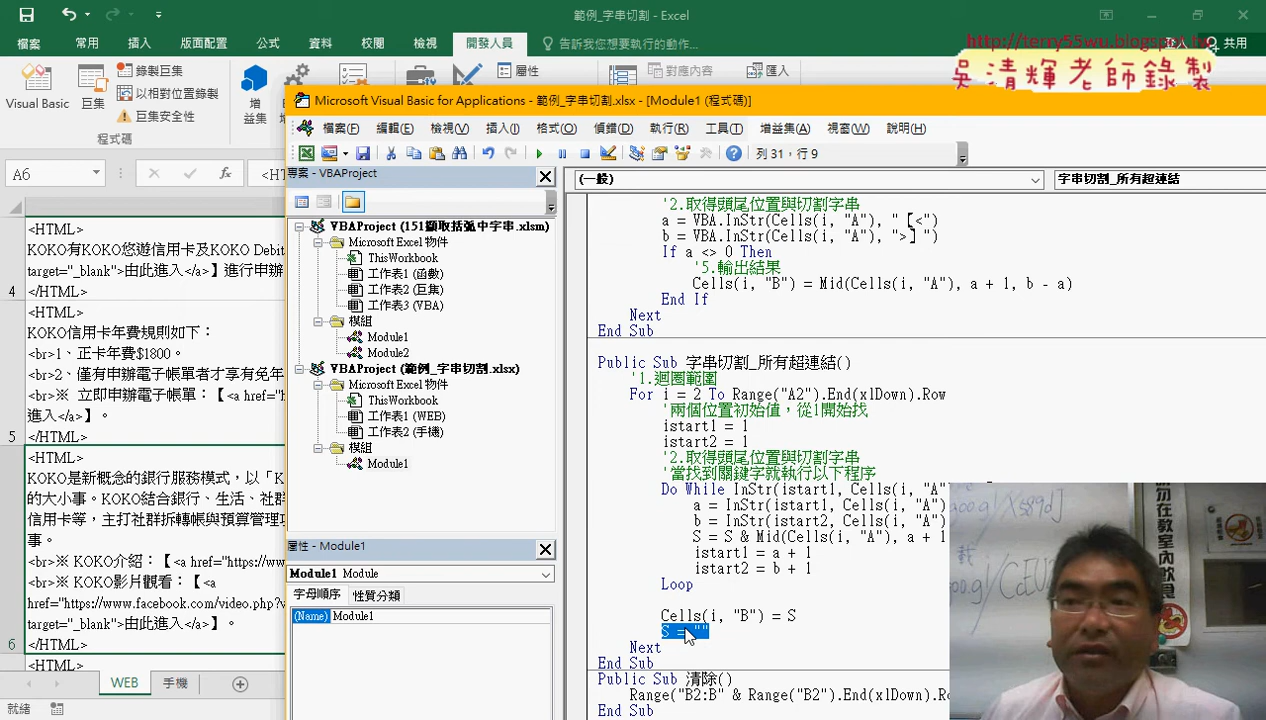 範例_字串切割 - Excel
檔案 常用 插入 版面配置 公式 資料 校閱 檢視 開發人員 告訴我您想要執行的動作... 登入 共用
http://terry55wu.blogspot.tw
吳清輝老師錄製
Visual Basic 巨集 錄製巨集 以相對位置錄製 巨集安全性 增益集 屬性 對應內容 匯入
程式碼
A6
Microsoft Visual Basic for Applications - 範例_字串切割.xlsx - [Module1 (程式碼)]
檔案(F) 編輯(E) 檢視(V) 插入(I) 格式(O) 偵錯(D) 執行(R) 工具(T) 增益集(A) 視窗(W) 說明(H)
列 31，行 9
專案 - VBAProject
VBAProject (151擷取括弧中字串.xlsm)
Microsoft Excel 物件
ThisWorkbook
工作表1 (函數)
工作表2 (巨集)
工作表3 (VBA)
模組
Module1
Module2
VBAProject (範例_字串切割.xlsx)
Microsoft Excel 物件
ThisWorkbook
工作表1 (WEB)
工作表2 (手機)
模組
Module1
屬性 - Module1
Module1 Module
字母順序 性質分類
(Name) Module1
(一般) 字串切割_所有超連結
'2.取得頭尾位置與切割字串
a = VBA.InStr(Cells(i, "A"), "【<")
b = VBA.InStr(Cells(i, "A"), ">】")
If a <> 0 Then
'5.輸出結果
Cells(i, "B") = Mid(Cells(i, "A"), a + 1, b - a)
End If
Next
End Sub
Public Sub 字串切割_所有超連結()
'1.迴圈範圍
For i = 2 To Range("A2").End(xlDown).Row
'兩個位置初始值，從1開始找
istart1 = 1
istart2 = 1
'2.取得頭尾位置與切割字串
'當找到關鍵字就執行以下程序
Do While InStr(istart1, Cells(i, "A"
a = InStr(istart1, Cells(i, "A")
b = InStr(istart2, Cells(i, "A")
S = S & Mid(Cells(i, "A"), a + 1
istart1 = a + 1
istart2 = b + 1
Loop
Cells(i, "B") = S
S = ""
Next
End Sub
Public Sub 清除()
Range("B2:B" & Range("B2").End(xlDown).Ro
End Sub
<HTML>
KOKO有KOKO悠遊信用卡及KOKO Debit
target="_blank">由此進入</a>】進行申辦
4 </HTML>
<HTML>
KOKO信用卡年費規則如下：
<br>1、正卡年費$1800。
<br>2、僅有申辦電子帳單者才享有免年
<br>※ 立即申辦電子帳單：【<a href="h
進入</a>】。
5 </HTML>
<HTML>
KOKO是新概念的銀行服務模式，以「K
的大小事。KOKO結合銀行、生活、社群
信用卡等，主打社群拆轉帳與預算管理功
事。
<br>※ KOKO介紹：【<a href="https://ww
<br>※ KOKO影片觀看：【<a
href="https://www.facebook.com/video.php?v
6 </HTML>
<HTML>
WEB 手機
就緒
勿在教室內飲